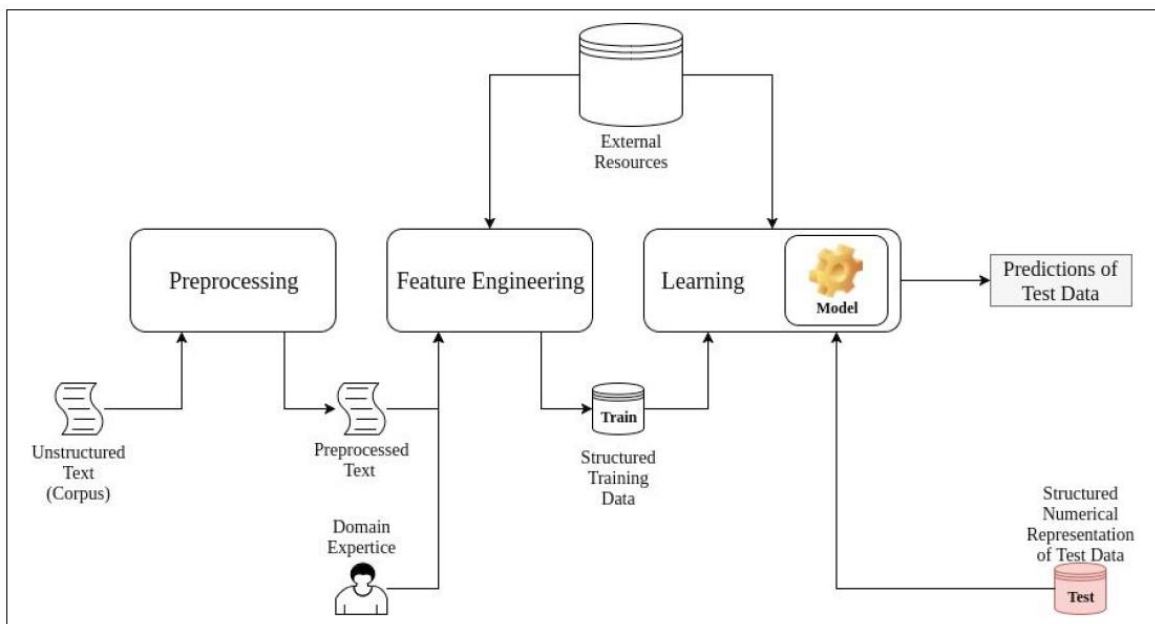 External
Resources
Preprocessing
Feature Engineering
Learning
Model
Predictions of
Test Data
Unstructured
Text
(Corpus)
Preprocessed
Text
Train
Structured
Training
Data
Domain
Expertice
Structured
Numerical
Representation
of Test Data
Test